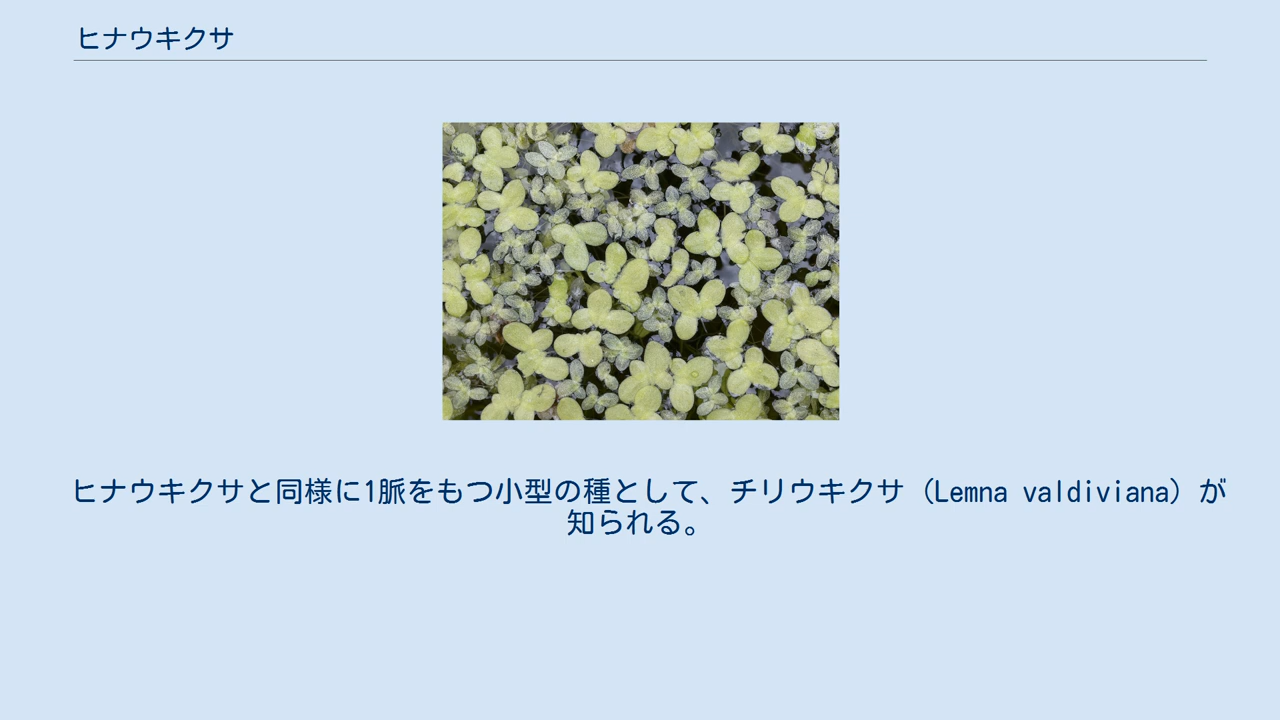 ヒナウキクサ
ヒナウキクサと同様に1脈をもつ小型の種として、チリウキクサ（Lemna valdiviana）が
知られる。